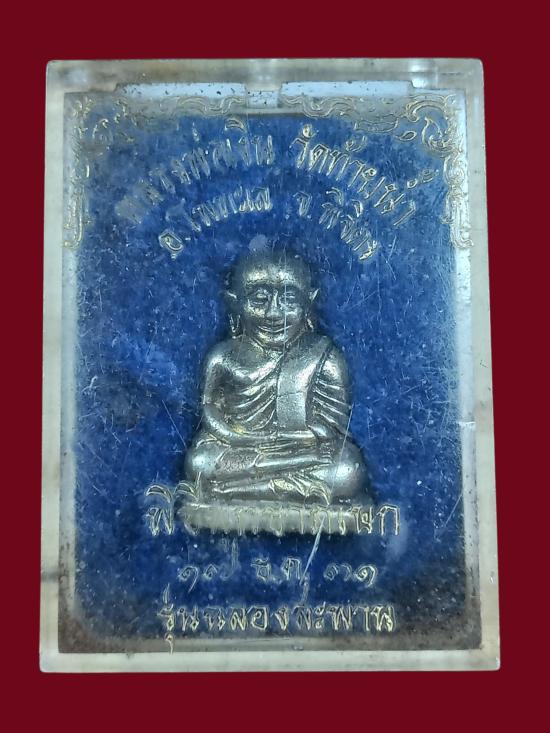 หลวงพ่อเงิน วัดท้ายน้ำ
อ.โพทะเล จ.พิจิตร
พิธีมหาพุทธาภิเษก
๑๗ ธ.ค. ๓๑
รุ่นฉลองสะพาน